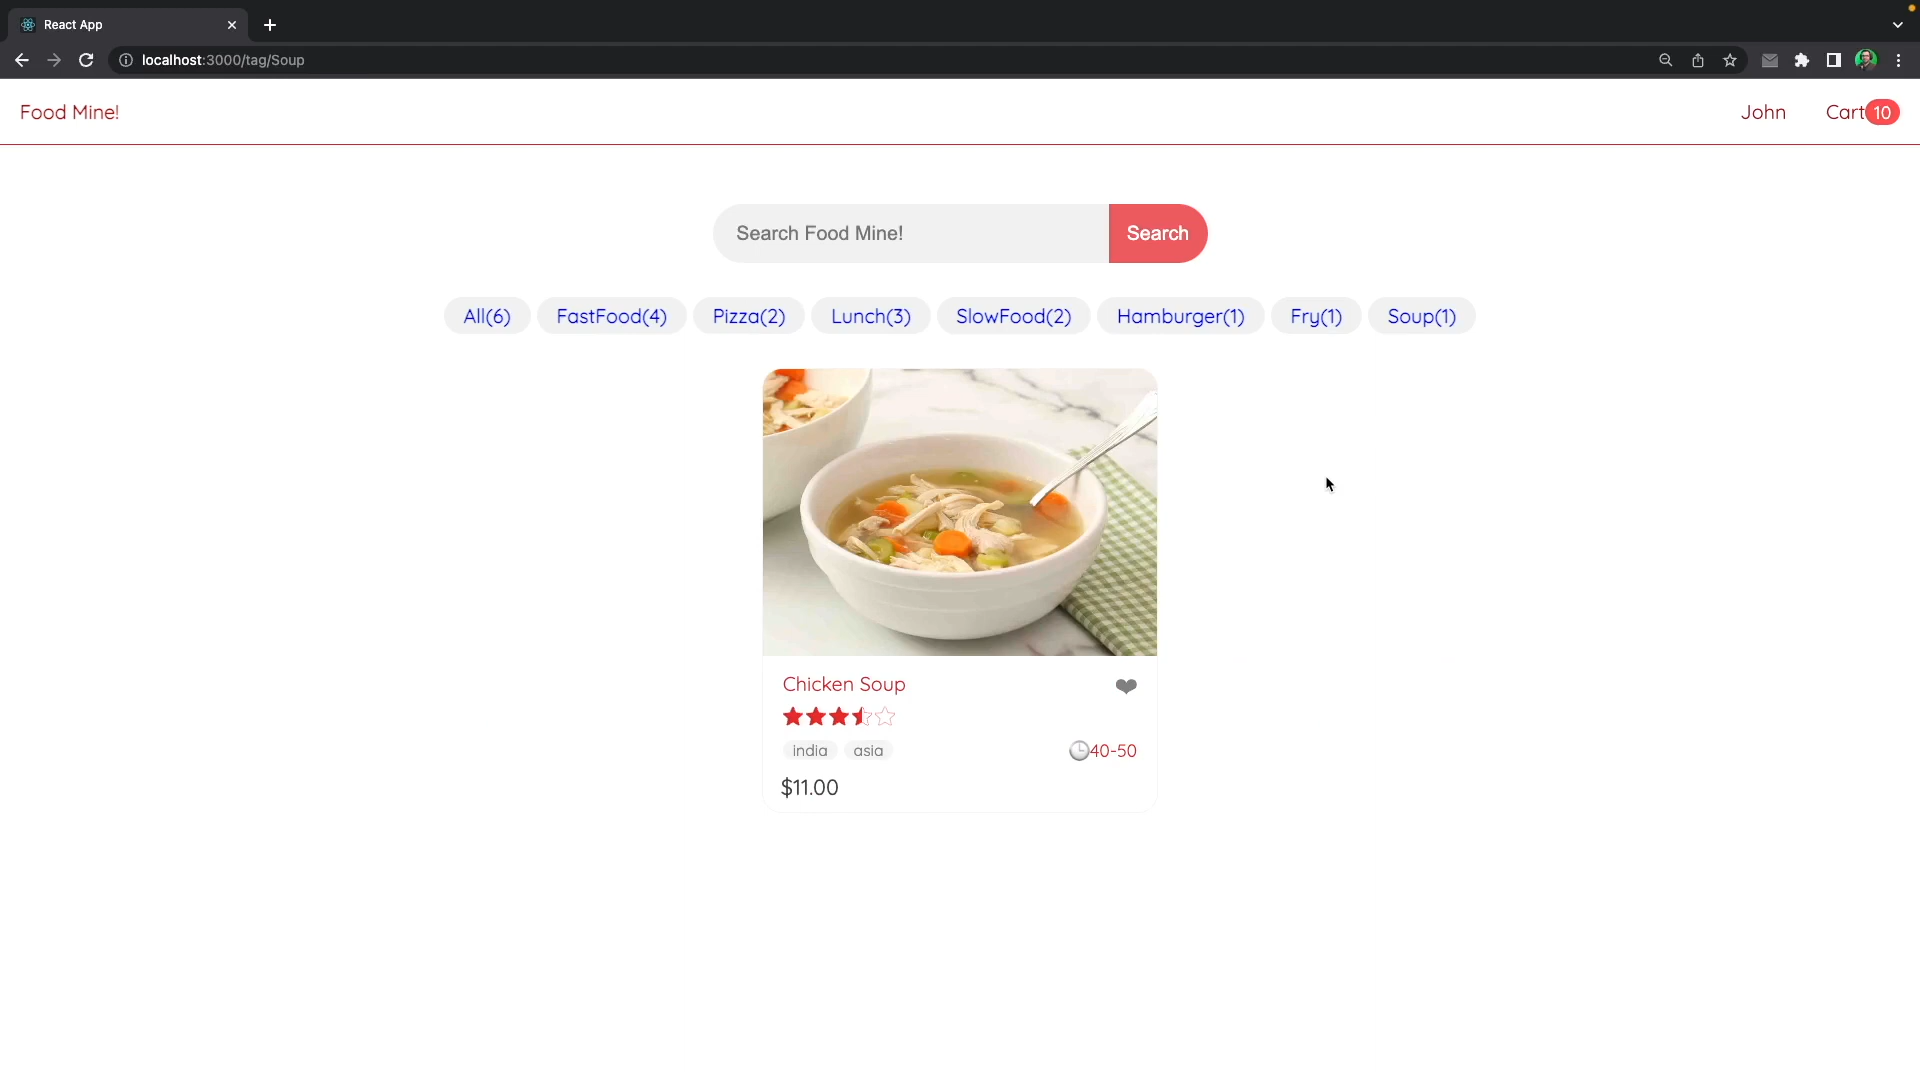 React App
localhost:3000/tag/Soup
Food Mine!
John
Cart 10
Search Food Mine!
Search
All(6) FastFood(4) Pizza(2) Lunch(3) SlowFood(2) Hamburger(1) Fry(1) Soup(1)
Chicken Soup
india asia
40-50
$11.00